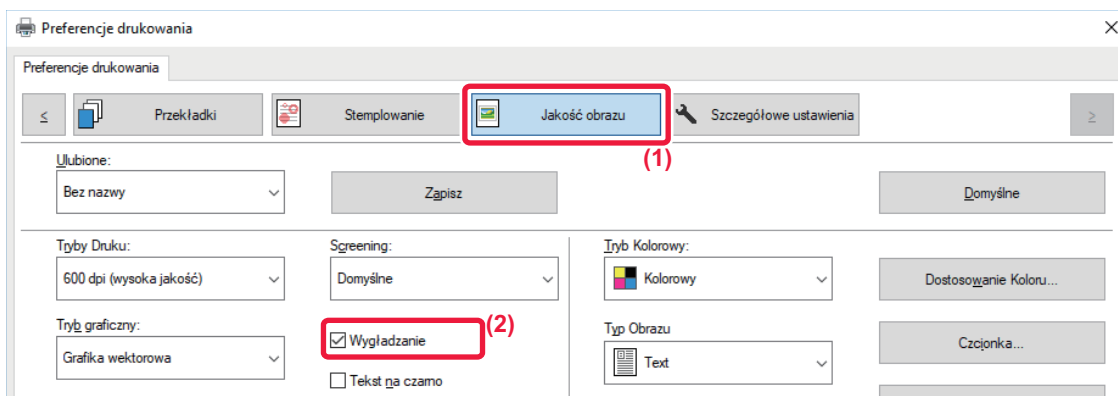 Preferencje drukowania
Preferencje drukowania
< Przekładki Stemplowanie Jakość obrazu Szczegółowe ustawienia >
(1)
Ulubione:
Bez nazwy Zapisz Domyślne
Tryby Druku: Screening: Tryb Kolorowy:
600 dpi (wysoka jakość) Domyślne Kolorowy Dostosowanie Koloru...
Tryb graficzny: (2) Typ Obrazu
Wygładzanie Czcionka...
Grafika wektorowa Text
Tekst na czarno